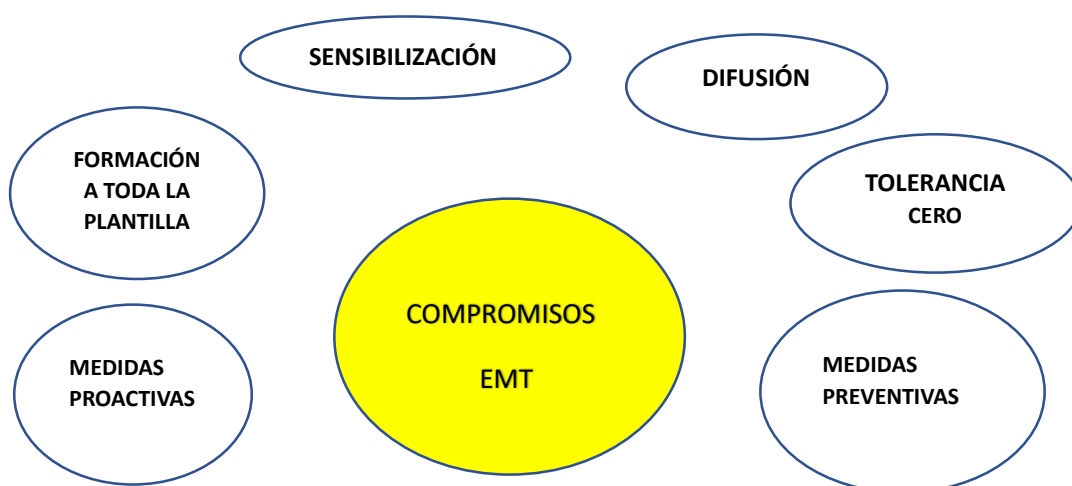 SENSIBILIZACIÓN
DIFUSIÓN
FORMACIÓN
A TODA LA
PLANTILLA
TOLERANCIA
CERO
COMPROMISOS
EMT
MEDIDAS
PROACTIVAS
MEDIDAS
PREVENTIVAS